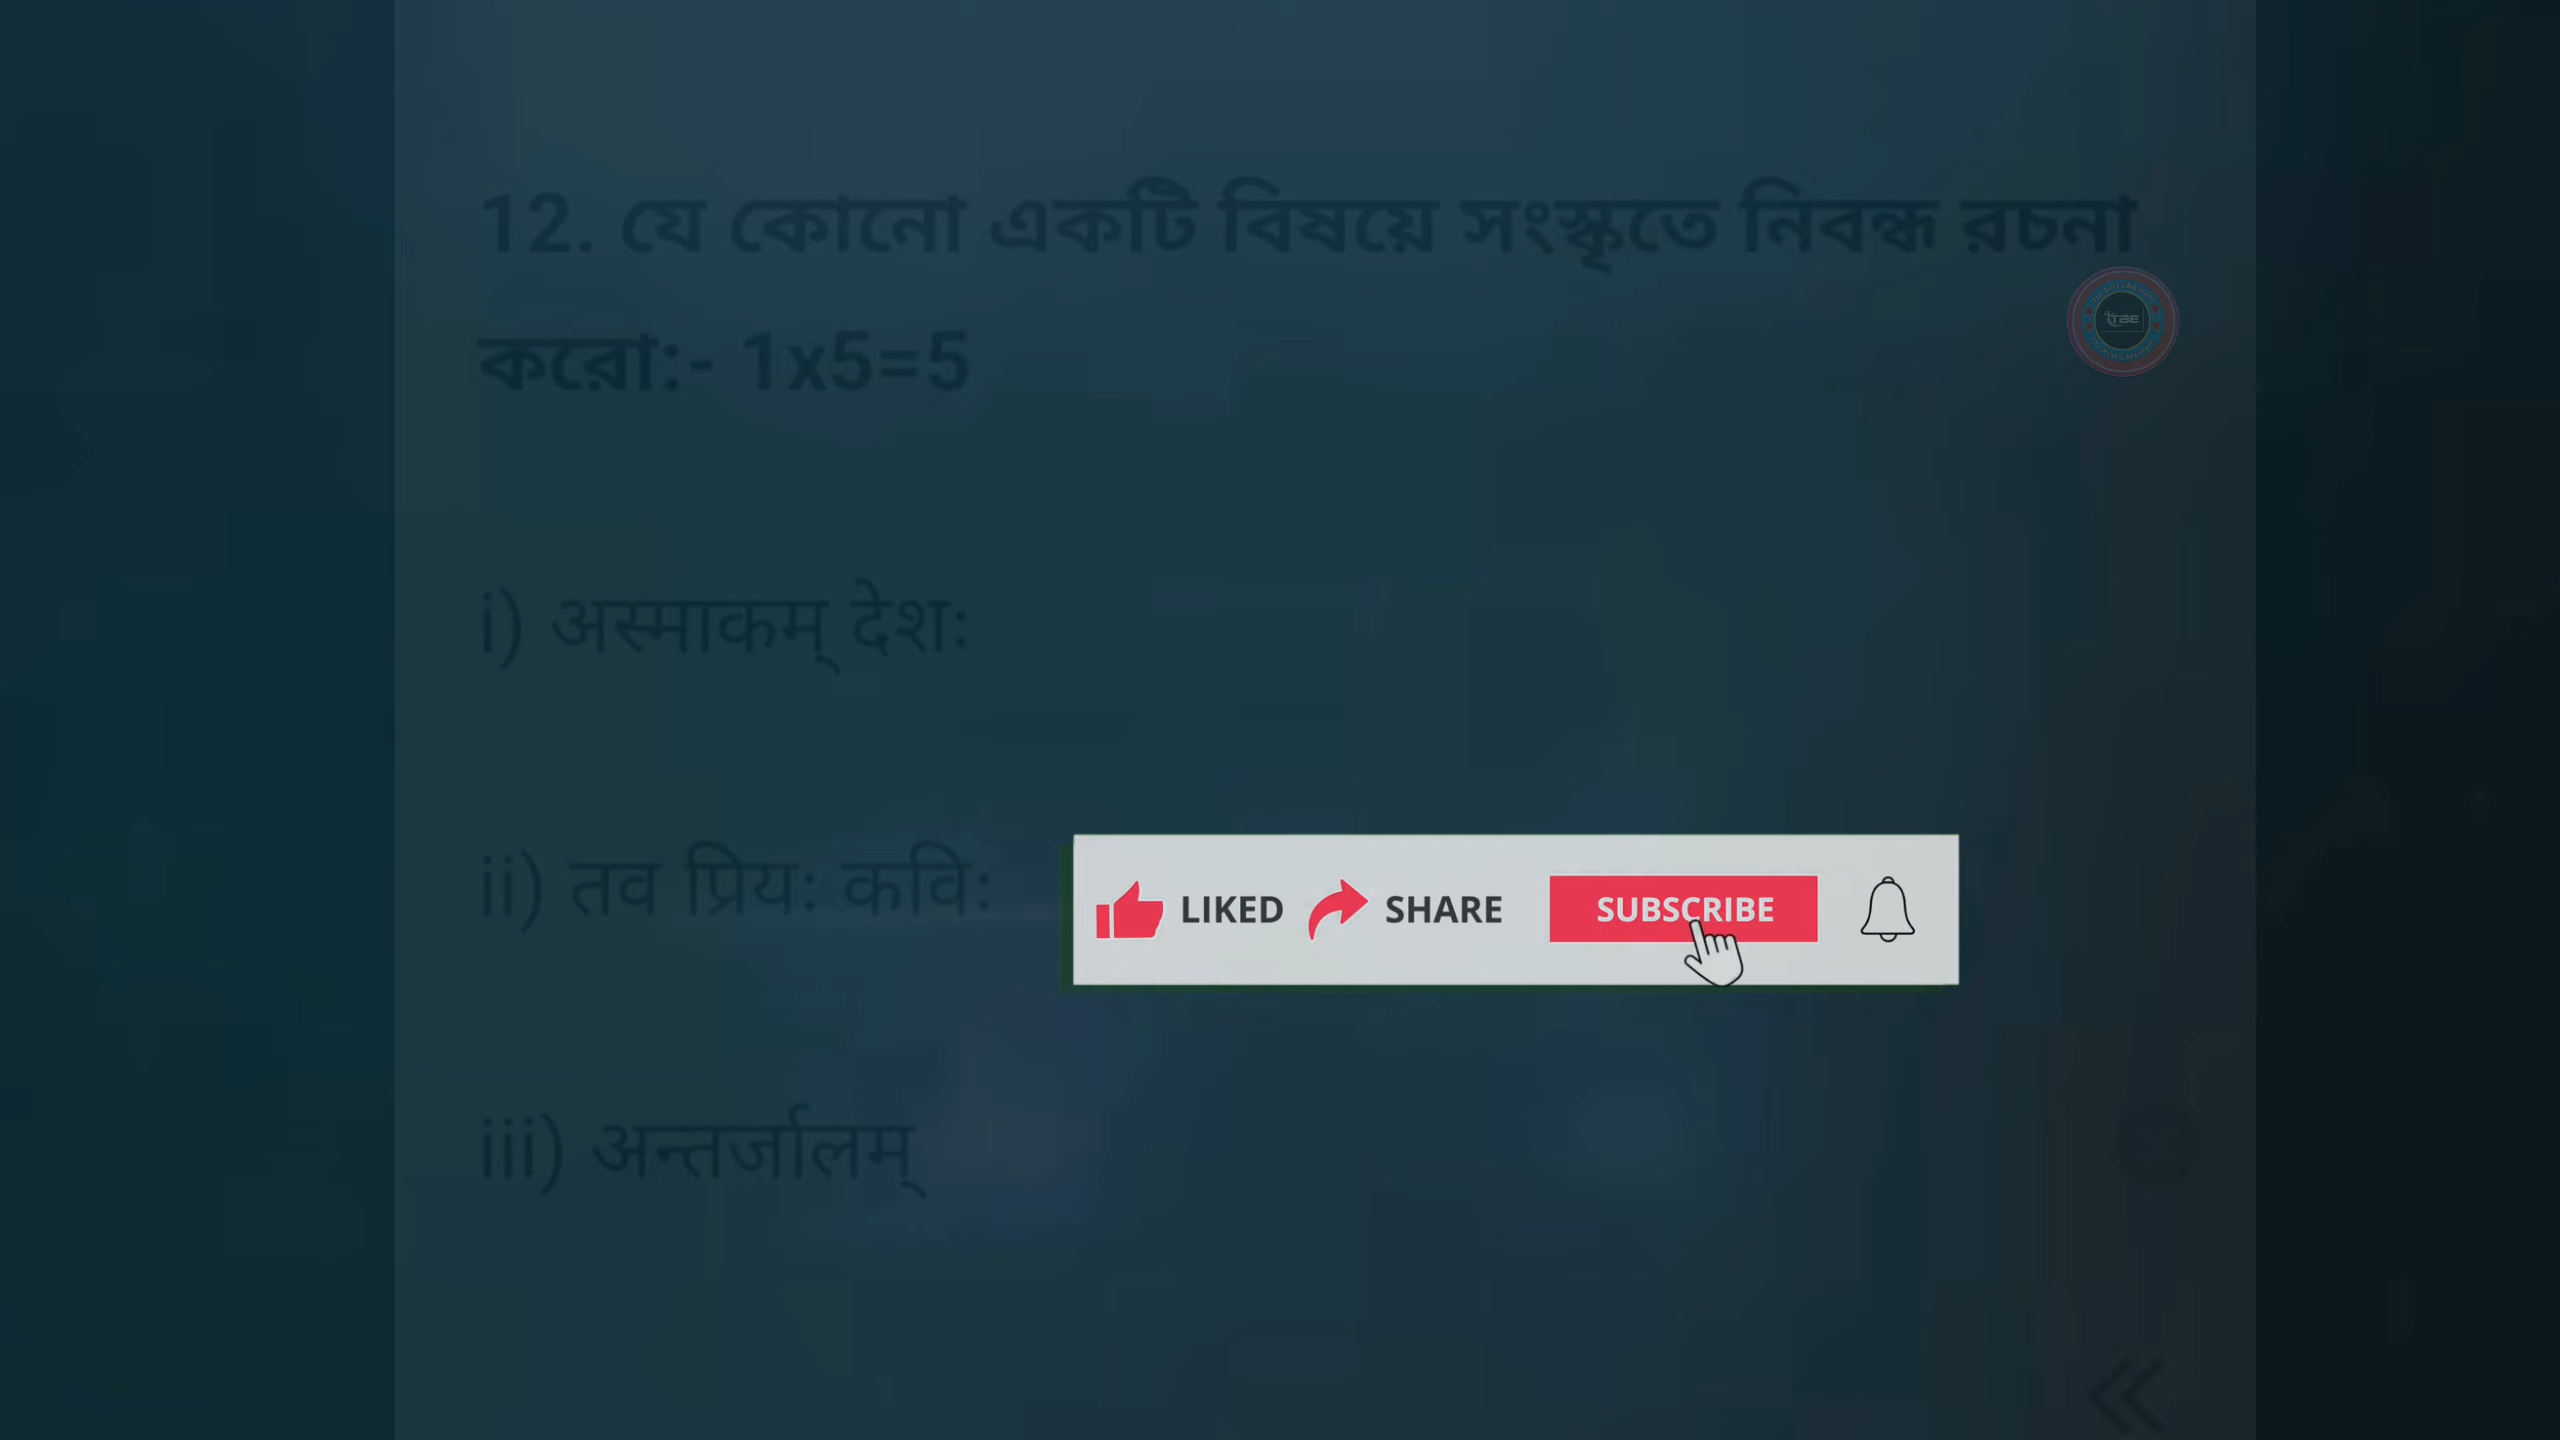 12. যে কোনো একটি বিষয়ে সংস্কৃতে নিবন্ধ রচনা
করো:- 1x5=5
TBE
i) अस्माकम् देशः
ii) तव प्रियः कविः
LIKED SHARE SUBSCRIBE
iii) अन्तर्जालम्